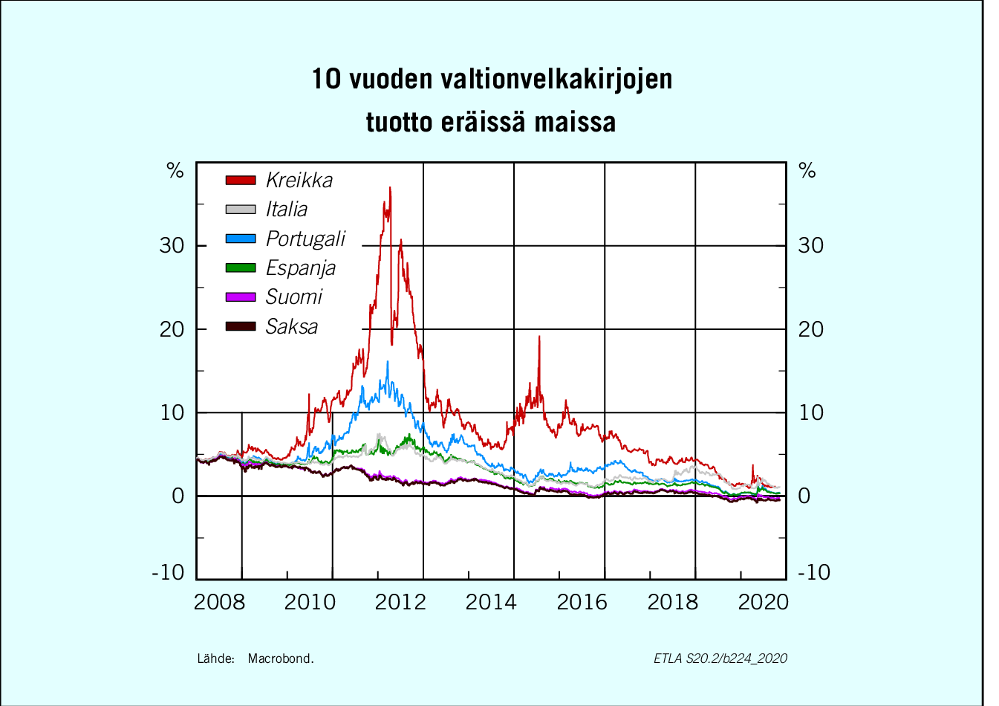 10 vuoden valtionvelkakirjojen
tuotto eräissä maissa
% %
Kreikka
Italia
Portugali
Espanja
Suomi
Saksa
30 30
20 20
10 10
0 0
-10 -10
2008 2010 2012 2014 2016 2018 2020
Lähde: Macrobond. ETLA S20.2/b224_2020